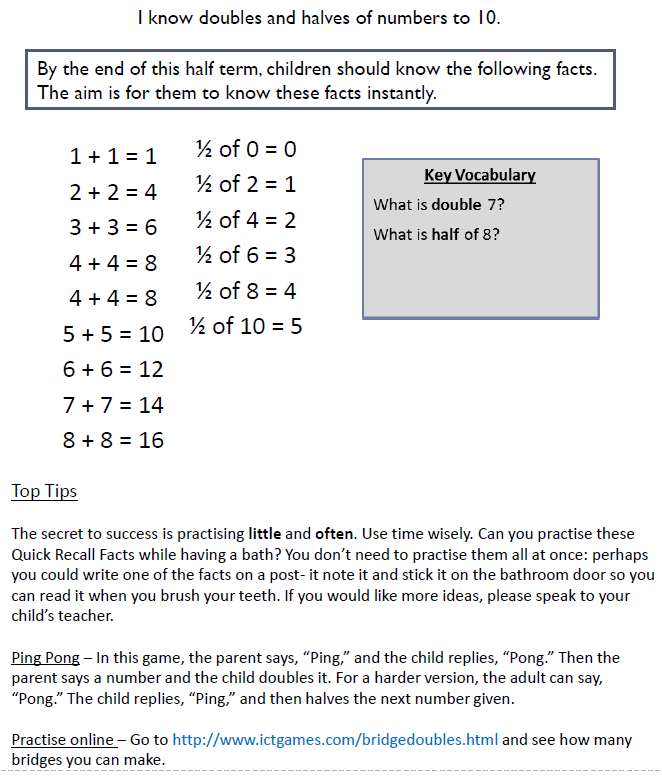 I know doubles and halves of numbers to 10.
By the end of this half term, children should know the following facts.
The aim is for them to know these facts instantly.
1 + 1 = 1
2 + 2 = 4
3 + 3 = 6
4 + 4 = 8
4 + 4 = 8
5 + 5 = 10
6 + 6 = 12
7 + 7 = 14
8 + 8 = 16
½ of 0 = 0
½ of 2 = 1
½ of 4 = 2
½ of 6 = 3
½ of 8 = 4
½ of 10 = 5
Key Vocabulary
What is double 7?
What is half of 8?
Top Tips
The secret to success is practising little and often. Use time wisely. Can you practise these
Quick Recall Facts while having a bath? You don’t need to practise them all at once: perhaps
you could write one of the facts on a post- it note it and stick it on the bathroom door so you
can read it when you brush your teeth. If you would like more ideas, please speak to your
child’s teacher.
Ping Pong – In this game, the parent says, “Ping,” and the child replies, “Pong.” Then the
parent says a number and the child doubles it. For a harder version, the adult can say,
“Pong.” The child replies, “Ping,” and then halves the next number given.
Practise online – Go to http://www.ictgames.com/bridgedoubles.html and see how many
bridges you can make.